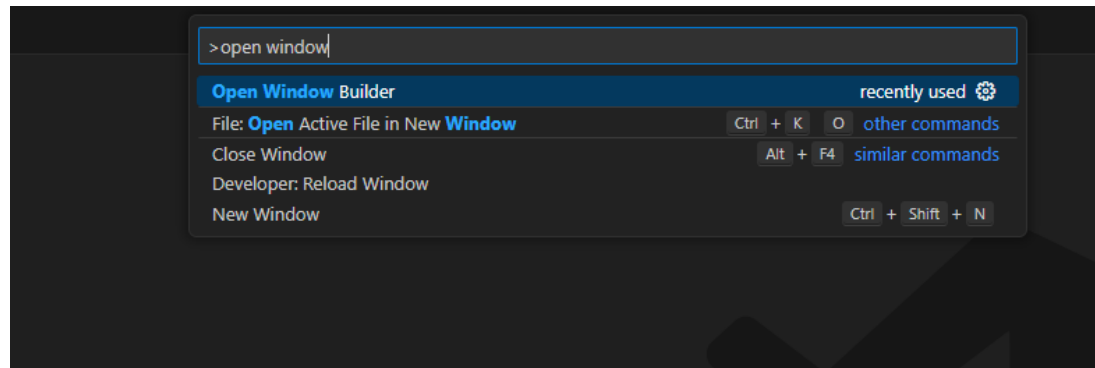 >open window
Open Window Builder recently used
File: Open Active File in New Window Ctrl + K O other commands
Close Window Alt + F4 similar commands
Developer: Reload Window
New Window Ctrl + Shift + N